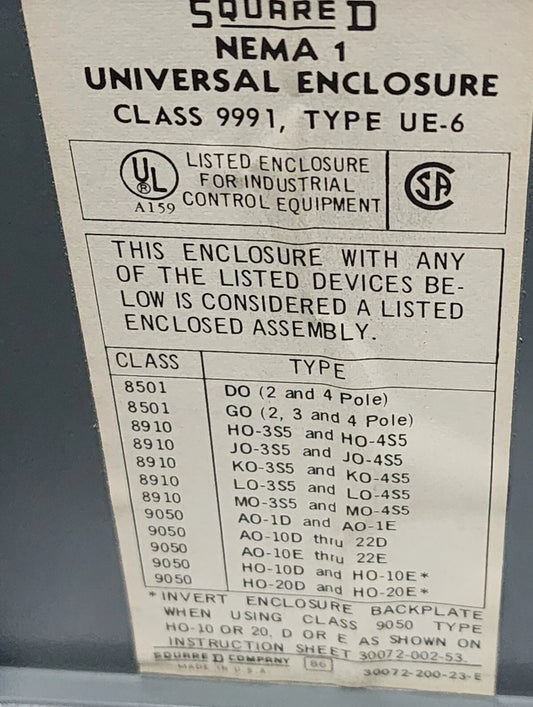 SQUARE D
NEMA 1
UNIVERSAL ENCLOSURE
CLASS 9991, TYPE UE-6
UL ® A159
LISTED ENCLOSURE
FOR INDUSTRIAL
CONTROL EQUIPMENT
SA
THIS ENCLOSURE WITH ANY
OF THE LISTED DEVICES BE-
LOW IS CONSIDERED A LISTED
ENCLOSED ASSEMBLY.
CLASS TYPE
8501 DO (2 and 4 Pole)
8501 GO (2, 3 and 4 Pole)
8910 HO-3S5 and HO-4S5
8910 JO-3S5 and JO-4S5
8910 KO-3S5 and KO-4S5
8910 LO-3S5 and LO-4S5
8910 MO-3S5 and MO-4S5
9050 AO-1D and AO-1E
9050 AO-10D thru 22D
9050 AO-10E thru 22E
9050 HO-10D and HO-10E*
9050 HO-20D and HO-20E*
*INVERT ENCLOSURE BACKPLATE
WHEN USING CLASS 9050 TYPE
HO-10 OR 20, D OR E AS SHOWN ON
INSTRUCTION SHEET 30072-002-53.
SQUARE D COMPANY 86
MADE IN U.S.A. 30072-200-23-E